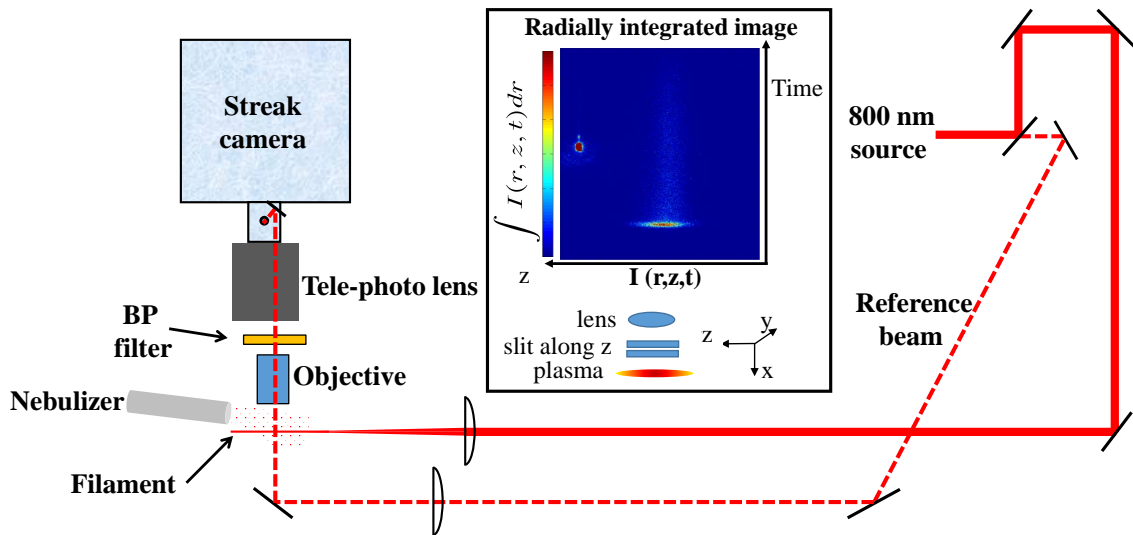 Streak
camera
Tele-photo lens
BP
filter
Objective
Nebulizer
Filament
Radially integrated image
∫ I(r, z, t)dr
Time
z
I (r,z,t)
lens
slit along z
plasma
z
y
x
800 nm
source
Reference
beam